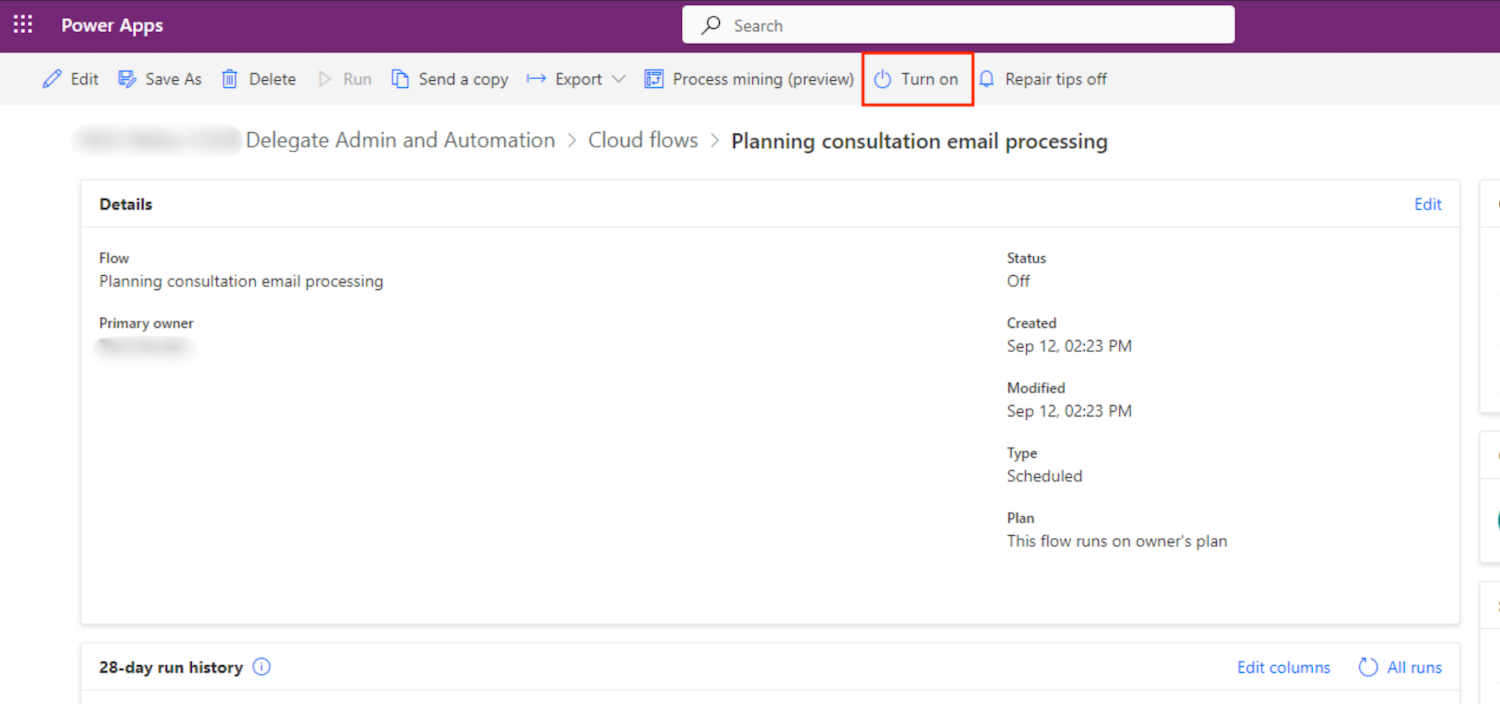 Power Apps
Search
Edit Save As Delete Run Send a copy Export Process mining (preview) Turn on Repair tips off
Delegate Admin and Automation > Cloud flows > Planning consultation email processing
Details Edit
Flow
Planning consultation email processing
Primary owner
Status
Off
Created
Sep 12, 02:23 PM
Modified
Sep 12, 02:23 PM
Type
Scheduled
Plan
This flow runs on owner's plan
28-day run history Edit columns All runs